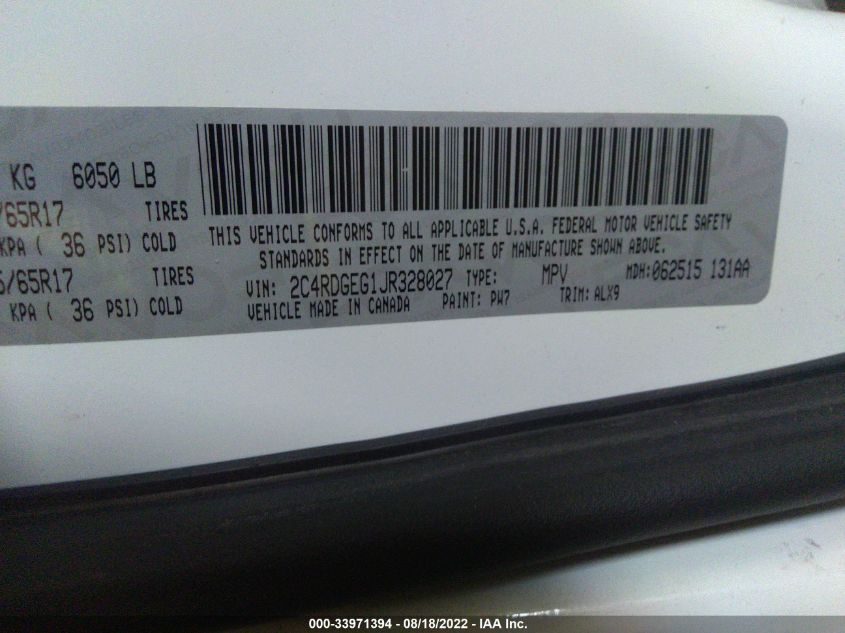 KG 6050 LB
/65R17 TIRES
KPA ( 36 PSI) COLD
/65R17 TIRES
KPA ( 36 PSI) COLD
THIS VEHICLE CONFORMS TO ALL APPLICABLE U.S.A. FEDERAL MOTOR VEHICLE SAFETY
STANDARDS IN EFFECT ON THE DATE OF MANUFACTURE SHOWN ABOVE.
VIN: 2C4RDGEG1JR328027 TYPE: MPV MDH: 062515 131AA
VEHICLE MADE IN CANADA PAINT: PW7 TRIM: ALX9
000-33971394 - 08/18/2022 - IAA Inc.